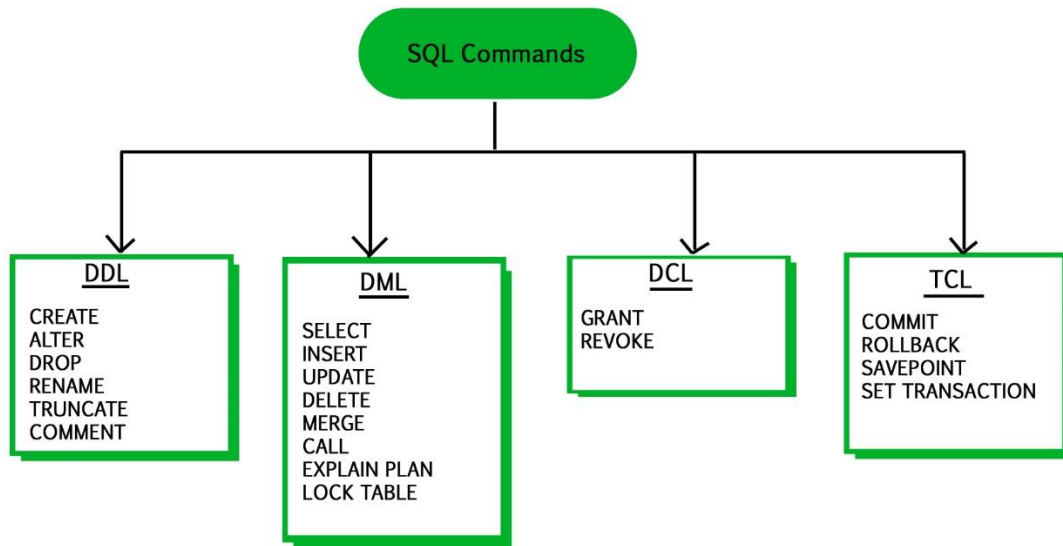 SQL Commands
DDL
CREATE
ALTER
DROP
RENAME
TRUNCATE
COMMENT
DML
SELECT
INSERT
UPDATE
DELETE
MERGE
CALL
EXPLAIN PLAN
LOCK TABLE
DCL
GRANT
REVOKE
TCL
COMMIT
ROLLBACK
SAVEPOINT
SET TRANSACTION